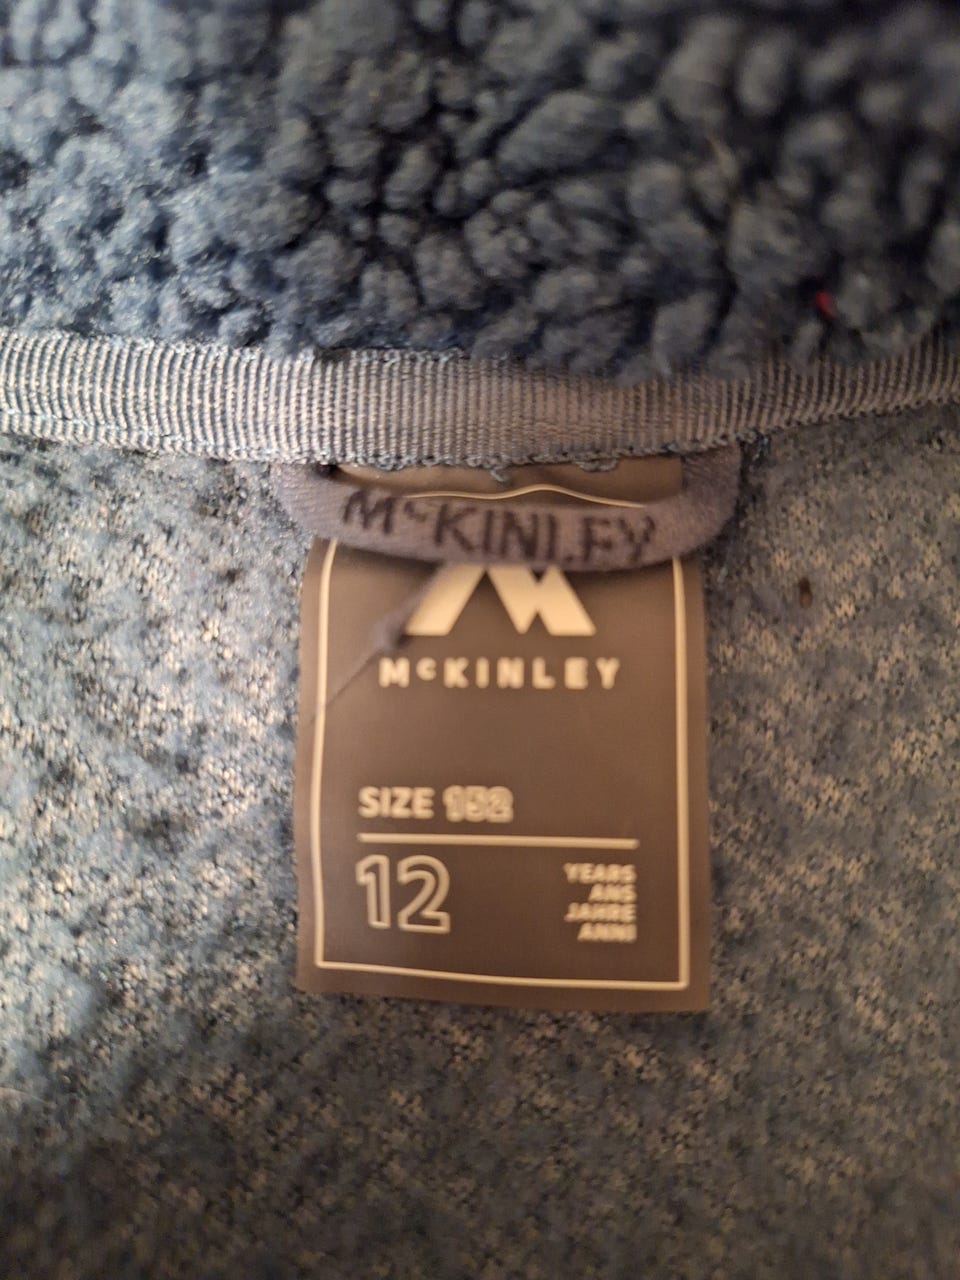 McKINLEY
McKINLEY
SIZE 152
12
YEARS
ANS
JAHRE
ANNI